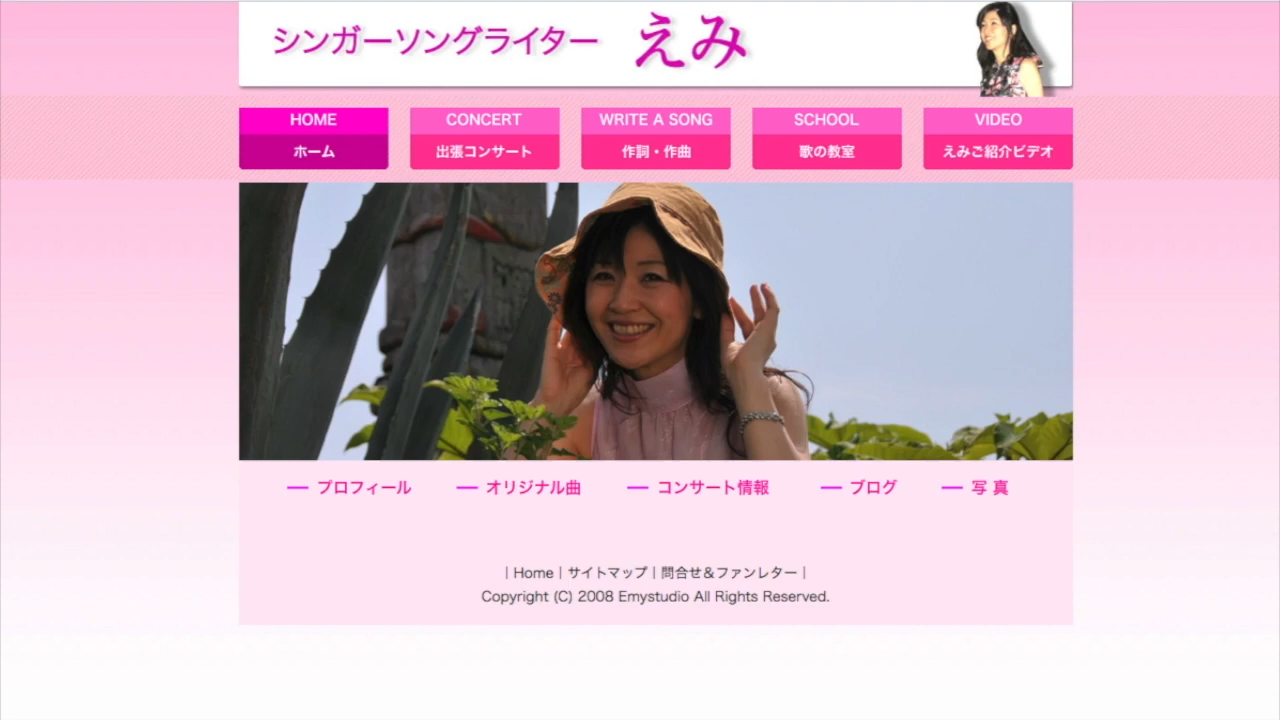 シンガーソングライター えみ
HOME CONCERT WRITE A SONG SCHOOL VIDEO
ホーム 出張コンサート 作詞・作曲 歌の教室 えみご紹介ビデオ
プロフィール オリジナル曲 コンサート情報 ブログ 写 真
| Home | サイトマップ | 問合せ＆ファンレター |
Copyright (C) 2008 Emystudio All Rights Reserved.